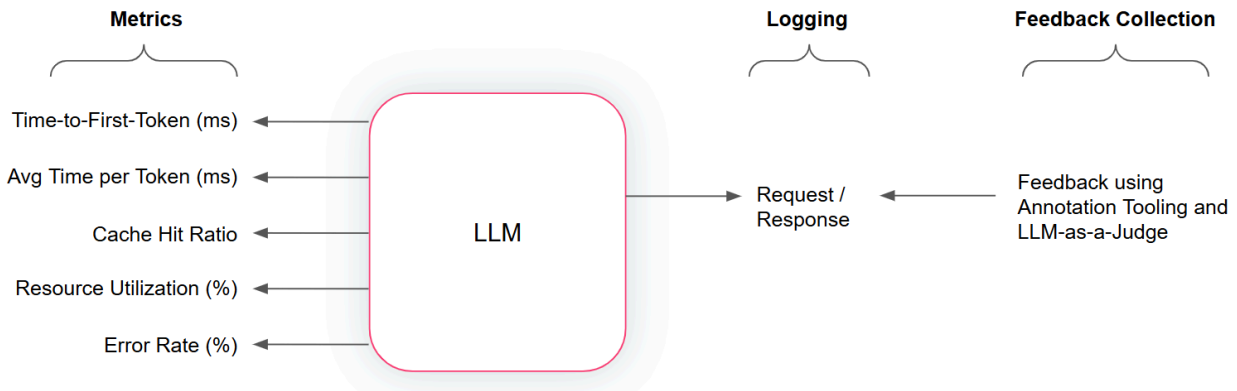 Metrics
Logging
Feedback Collection
Time-to-First-Token (ms)
Avg Time per Token (ms)
Cache Hit Ratio
Resource Utilization (%)
Error Rate (%)
LLM
Request /
Response
Feedback using
Annotation Tooling and
LLM-as-a-Judge